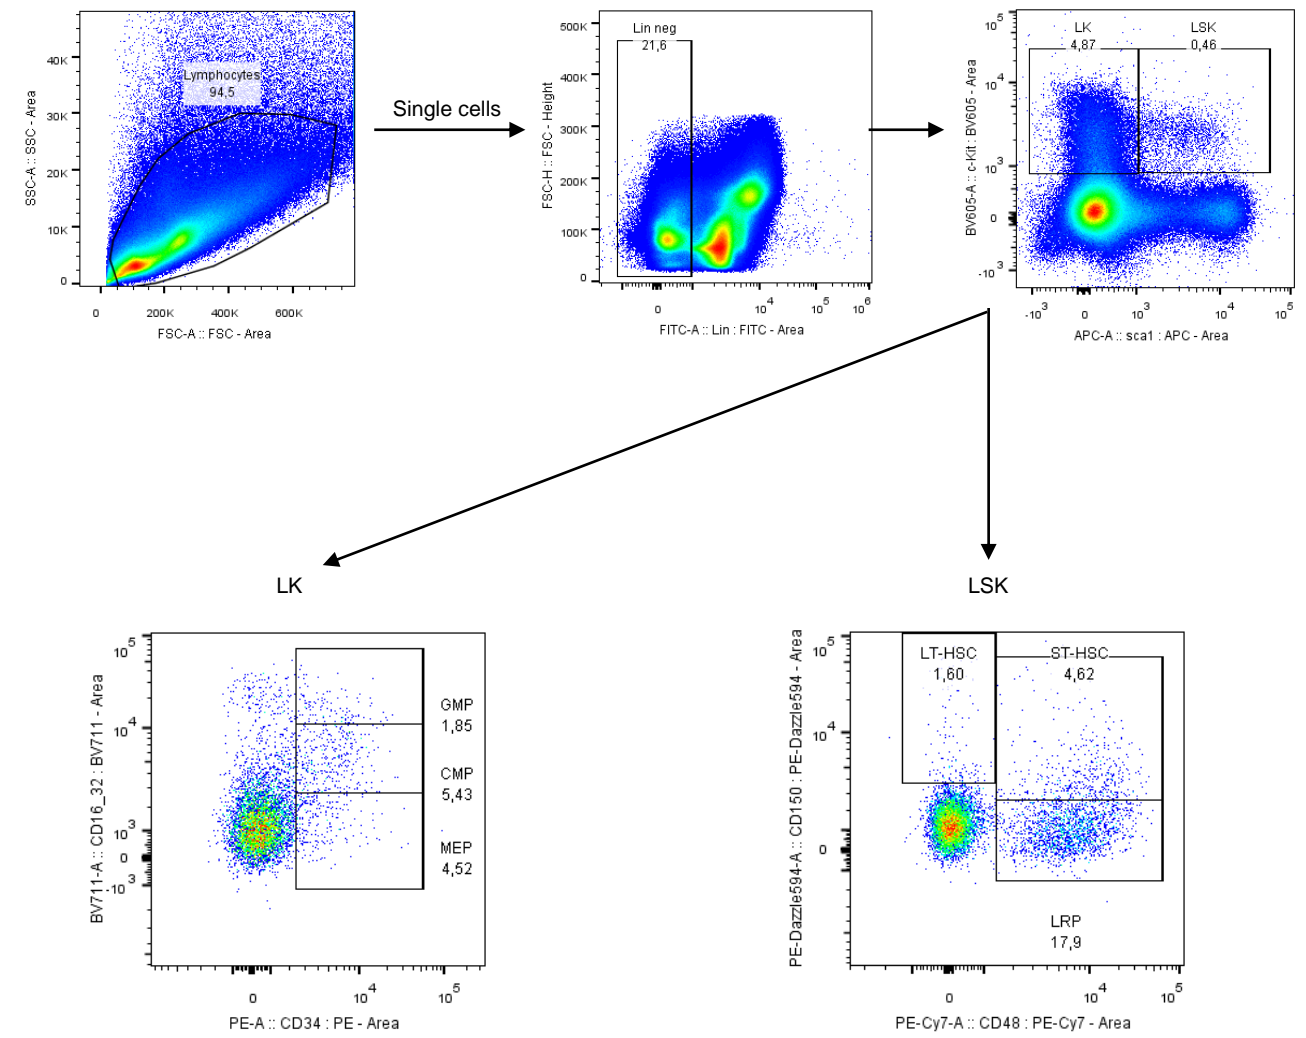 Lymphocytes
94,5
40K
30K
20K
10K
0
SSC-A :: SSC - Area
0 200K 400K 600K
FSC-A :: FSC - Area
Single cells
Lin neg
21,6
500K
400K
300K
200K
100K
0
FSC-H :: FSC - Height
0 10^4 10^5 10^6
FITC-A :: Lin : FITC - Area
LK
4,87
LSK
0,46
10^5
10^4
10^3
0
-10^3
BV605-A :: c-Kit : BV605 - Area
-10^3 0 10^3 10^4 10^5
APC-A :: sca1 : APC - Area
LK
LSK
10^5
10^4
10^3
0
-10^3
BV711-A :: CD16_32 : BV711 - Area
GMP
1,85
CMP
5,43
MEP
4,52
0 10^4 10^5
PE-A :: CD34 : PE - Area
LT-HSC
1,60
ST-HSC
4,62
LRP
17,9
10^5
10^4
0
PE-Dazzle594-A :: CD150 : PE-Dazzle594 - Area
0 10^4 10^5
PE-Cy7-A :: CD48 : PE-Cy7 - Area